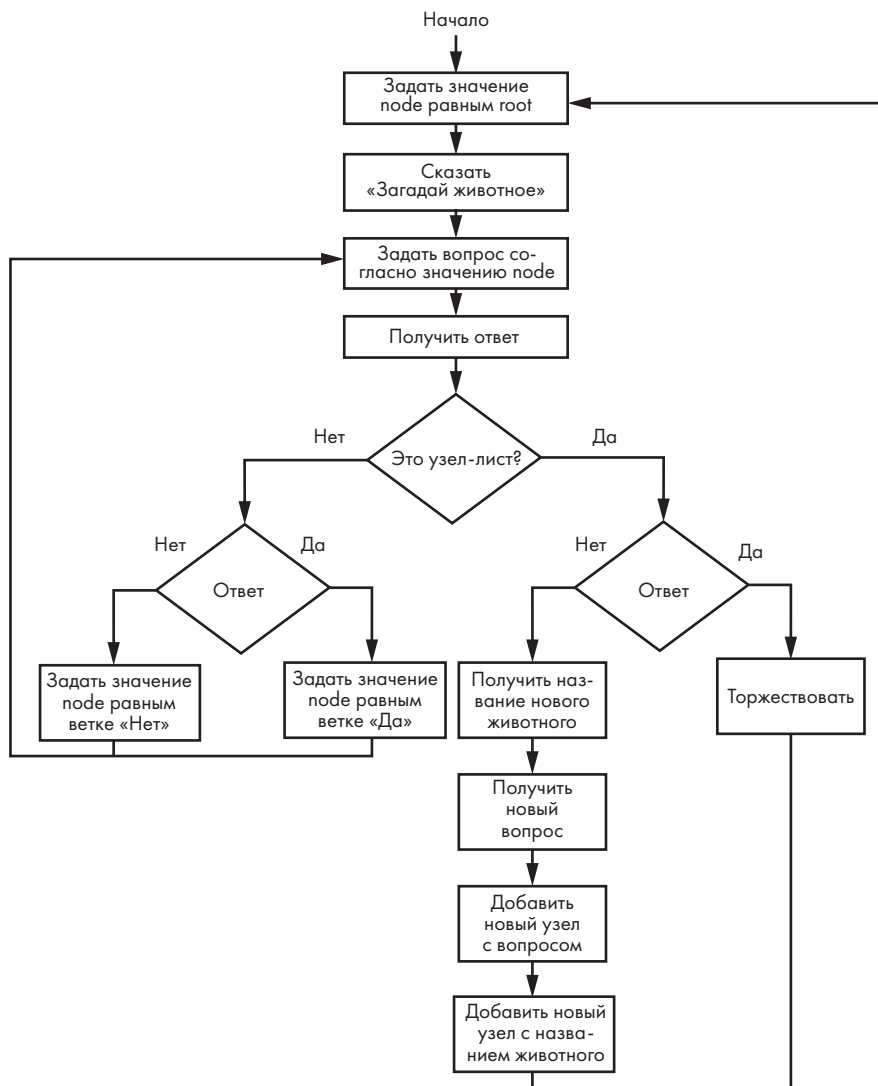 Начало
Задать значение
node равным root
Сказать
«Загадай животное»
Задать вопрос со-
гласно значению node
Получить ответ
Нет
Это узел-лист?
Да
Нет
Да
Ответ
Нет
Да
Ответ
Задать значение
node равным
ветке «Нет»
Задать значение
node равным
ветке «Да»
Получить наз-
вание нового
животного
Торжествовать
Получить
новый
вопрос
Добавить
новый узел
с вопросом
Добавить новый
узел с назва-
нием животного